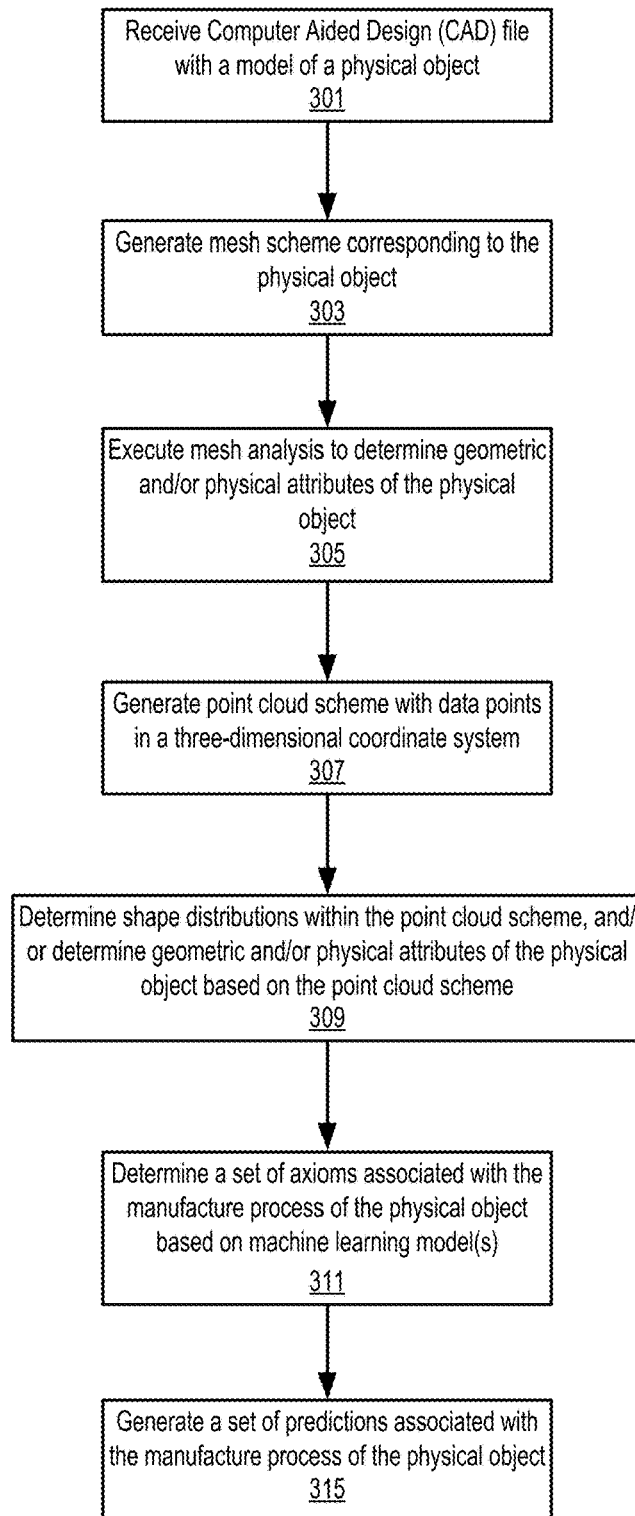 Receive Computer Aided Design (CAD) file
with a model of a physical object
301
Generate mesh scheme corresponding to the
physical object
303
Execute mesh analysis to determine geometric
and/or physical attributes of the physical
object
305
Generate point cloud scheme with data points
in a three-dimensional coordinate system
307
Determine shape distributions within the point cloud scheme, and/
or determine geometric and/or physical attributes of the physical
object based on the point cloud scheme
309
Determine a set of axioms associated with the
manufacture process of the physical object
based on machine learning model(s)
311
Generate a set of predictions associated with
the manufacture process of the physical object
315